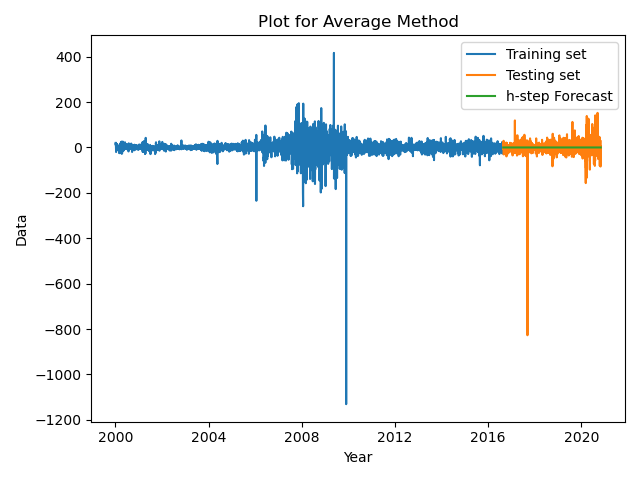 Plot for Average Method
Training set
Testing set
h-step Forecast
400
200
0
−200
−400
−600
−800
−1000
−1200
Data
2000 2004 2008 2012 2016 2020
Year